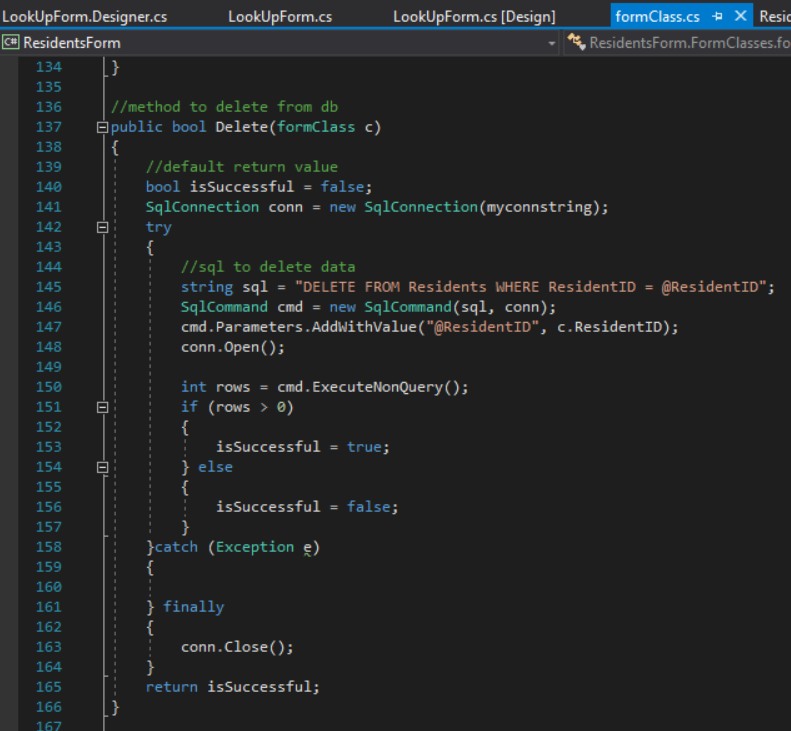 LookUpForm.Designer.cs LookUpForm.cs LookUpForm.cs [Design] formClass.cs
C# ResidentsForm ResidentsForm.FormClasses.fo
134 }
135
136 //method to delete from db
137 public bool Delete(formClass c)
138 {
139 //default return value
140 bool isSuccessful = false;
141 SqlConnection conn = new SqlConnection(myconnstring);
142 try
143 {
144 //sql to delete data
145 string sql = "DELETE FROM Residents WHERE ResidentID = @ResidentID";
146 SqlCommand cmd = new SqlCommand(sql, conn);
147 cmd.Parameters.AddWithValue("@ResidentID", c.ResidentID);
148 conn.Open();
149
150 int rows = cmd.ExecuteNonQuery();
151 if (rows > 0)
152 {
153 isSuccessful = true;
154 } else
155 {
156 isSuccessful = false;
157 }
158 }catch (Exception e)
159 {
160
161 } finally
162 {
163 conn.Close();
164 }
165 return isSuccessful;
166 }
167